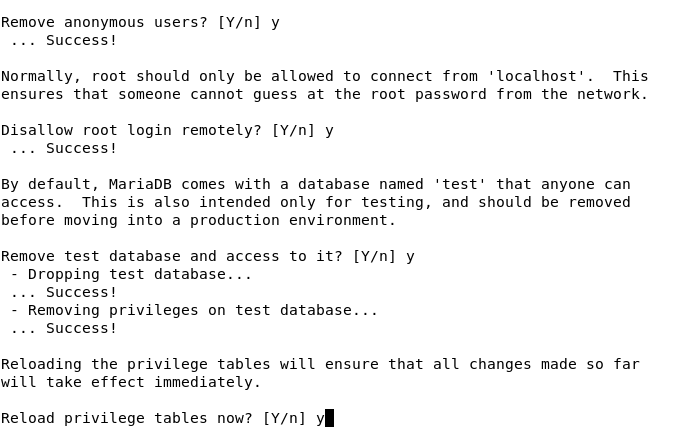 Remove anonymous users? [Y/n] y
 ... Success!
Normally, root should only be allowed to connect from 'localhost'.  This
ensures that someone cannot guess at the root password from the network.
Disallow root login remotely? [Y/n] y
 ... Success!
By default, MariaDB comes with a database named 'test' that anyone can
access.  This is also intended only for testing, and should be removed
before moving into a production environment.
Remove test database and access to it? [Y/n] y
 - Dropping test database...
 ... Success!
 - Removing privileges on test database...
 ... Success!
Reloading the privilege tables will ensure that all changes made so far
will take effect immediately.
Reload privilege tables now? [Y/n] y